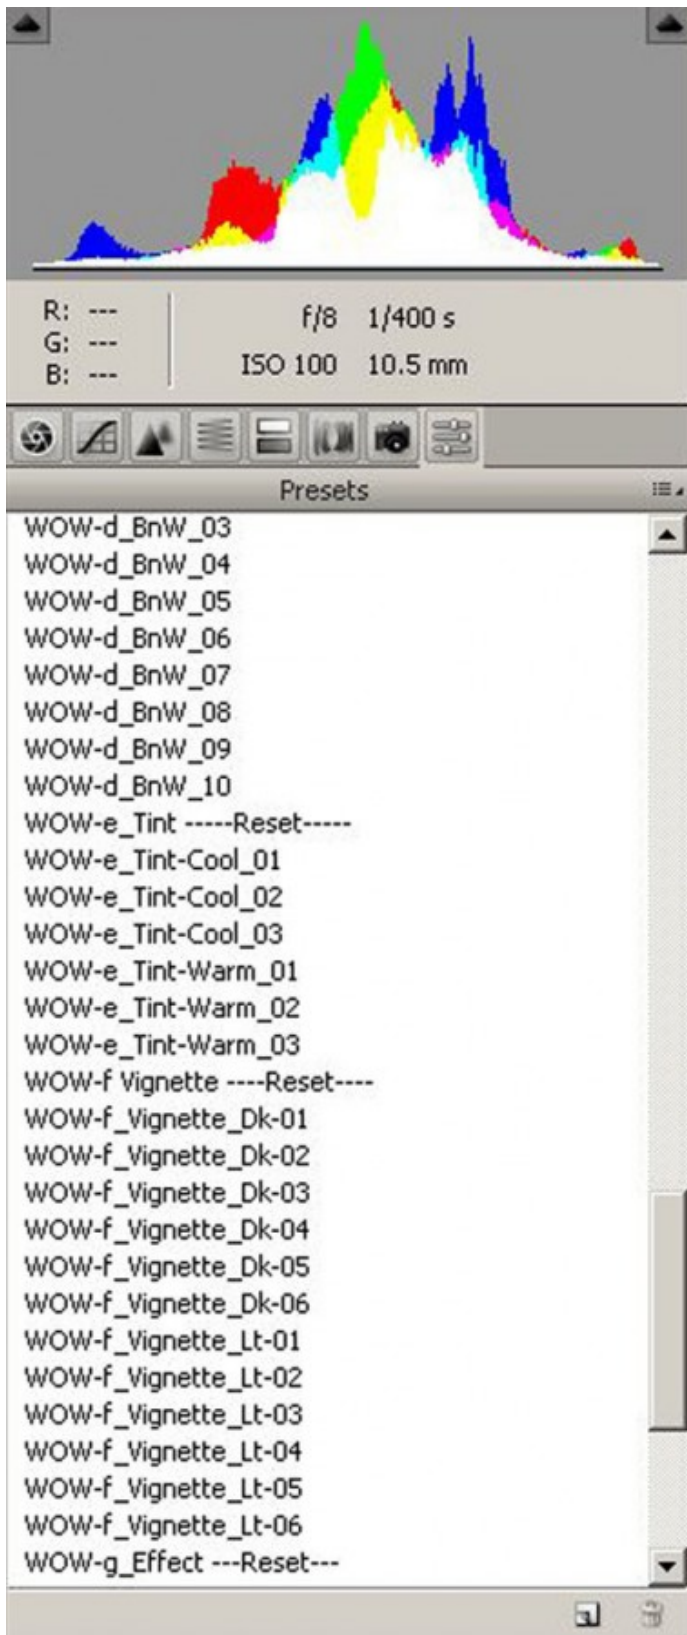 R: ---
G: ---
B: ---
f/8 1/400 s
ISO 100 10.5 mm
Presets
WOW-d_BnW_03
WOW-d_BnW_04
WOW-d_BnW_05
WOW-d_BnW_06
WOW-d_BnW_07
WOW-d_BnW_08
WOW-d_BnW_09
WOW-d_BnW_10
WOW-e_Tint -----Reset-----
WOW-e_Tint-Cool_01
WOW-e_Tint-Cool_02
WOW-e_Tint-Cool_03
WOW-e_Tint-Warm_01
WOW-e_Tint-Warm_02
WOW-e_Tint-Warm_03
WOW-f Vignette ----Reset----
WOW-f_Vignette_Dk-01
WOW-f_Vignette_Dk-02
WOW-f_Vignette_Dk-03
WOW-f_Vignette_Dk-04
WOW-f_Vignette_Dk-05
WOW-f_Vignette_Dk-06
WOW-f_Vignette_Lt-01
WOW-f_Vignette_Lt-02
WOW-f_Vignette_Lt-03
WOW-f_Vignette_Lt-04
WOW-f_Vignette_Lt-05
WOW-f_Vignette_Lt-06
WOW-g_Effect ---Reset---